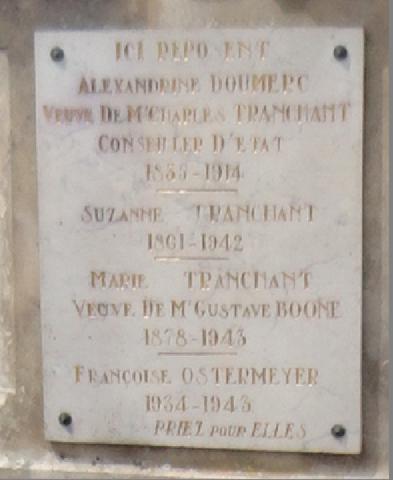 ICI REPOSENT
ALEXANDRINE DOUMERC
VEUVE DE MR CHARLES TRANCHANT
CONSEILLER D'ETAT
1835-1914
SUZANNE TRANCHANT
1861-1942
MARIE TRANCHANT
VEUVE DE MR GUSTAVE BOONE
1878-1943
FRANÇOISE OSTERMEYER
1934-1943
PRIEZ POUR ELLES